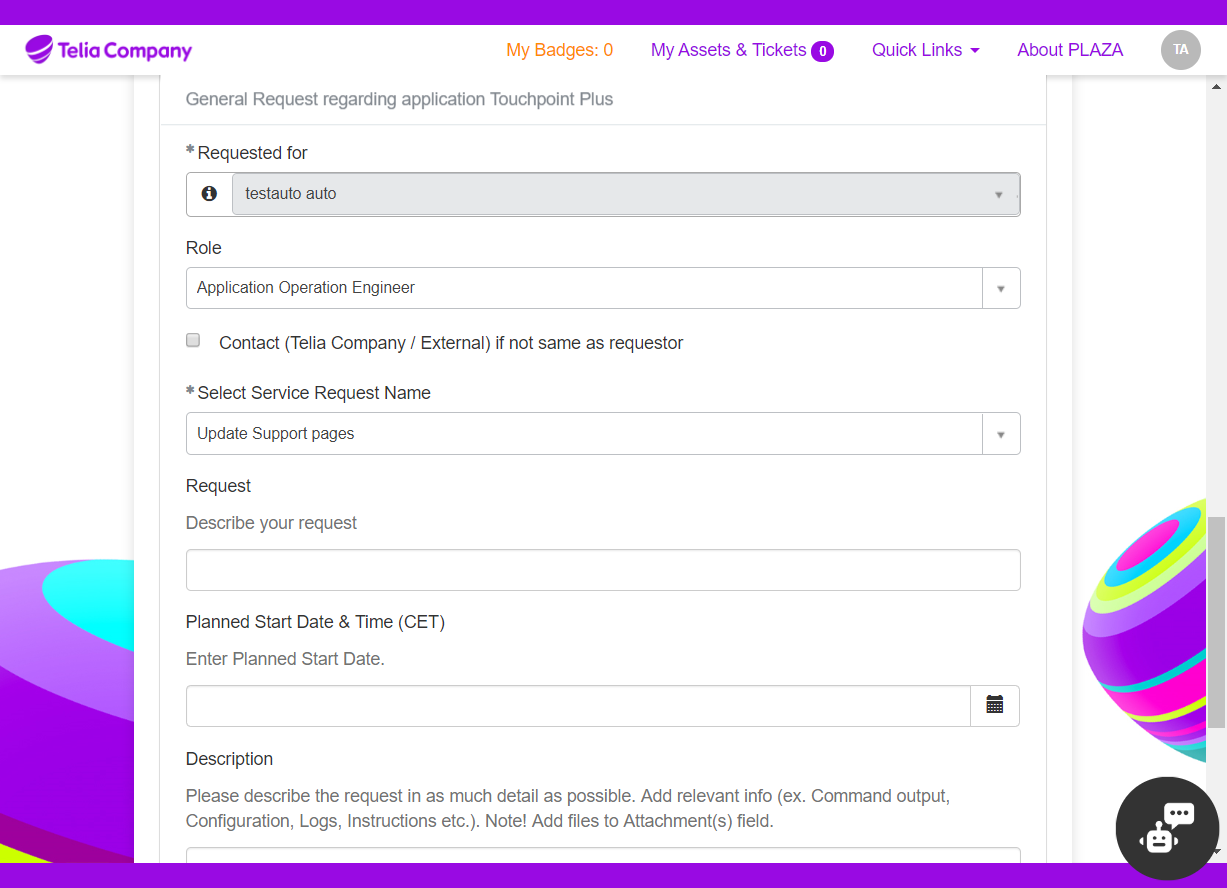 Telia Company
My Badges: 0
My Assets & Tickets 0
Quick Links
About PLAZA
TA
General Request regarding application Touchpoint Plus
* Requested for
testauto auto
Role
Application Operation Engineer
Contact (Telia Company / External) if not same as requestor
* Select Service Request Name
Update Support pages
Request
Describe your request
Planned Start Date & Time (CET)
Enter Planned Start Date.
Description
Please describe the request in as much detail as possible. Add relevant info (ex. Command output,
Configuration, Logs, Instructions etc.). Note! Add files to Attachment(s) field.